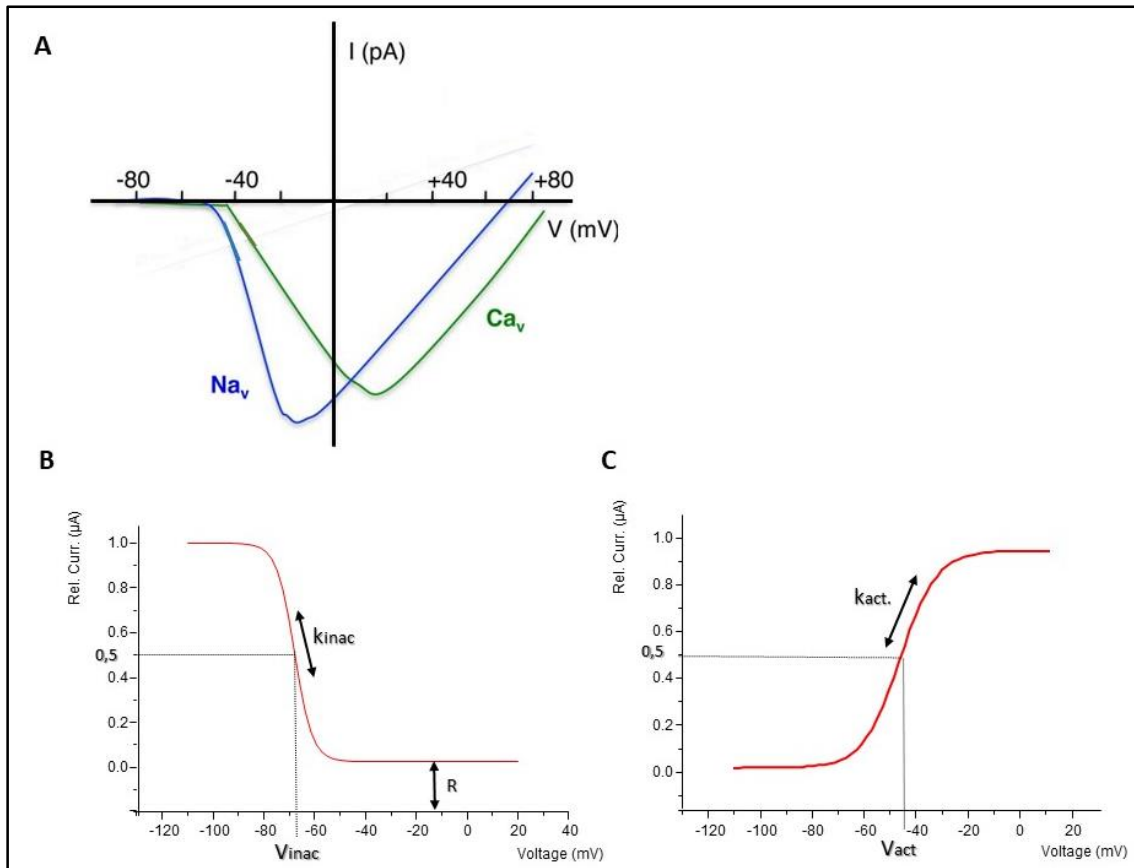 A
I (pA)
-80 -40 +40 +80
V (mV)
Nav
Cav
B
Rel. Curr. (µA)
1.0
0.8
0.6
0,5
0.4
0.2
0.0
kinac
R
-120 -100 -80 -60 -40 -20 0 20 40
Voltage (mV)
Vinac
C
Rel. Curr. (µA)
1.0
0.8
0.6
0,5
0.4
0.2
0.0
kact.
-120 -100 -80 -60 -40 -20 0 20
Voltage (mV)
Vact